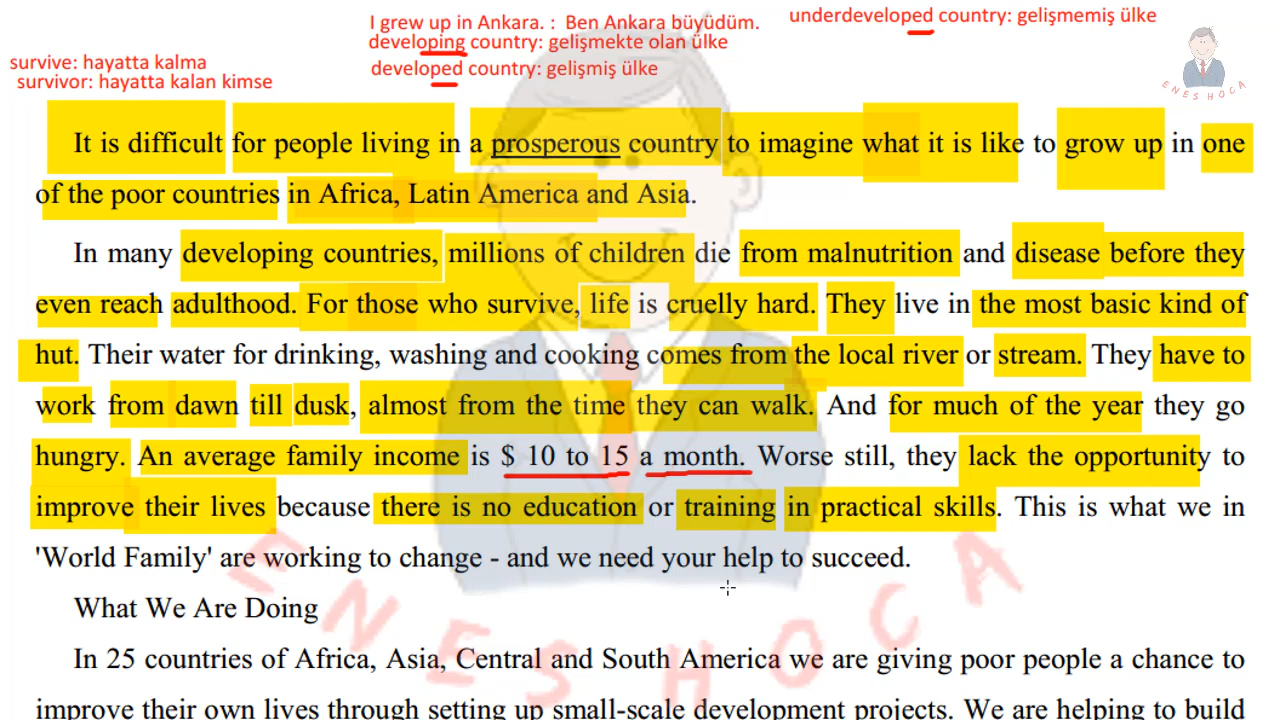 I grew up in Ankara. : Ben Ankara büyüdüm.
underdeveloped country: gelişmemiş ülke
developing country: gelişmekte olan ülke
survive: hayatta kalma
developed country: gelişmiş ülke
survivor: hayatta kalan kimse
ENES HOCA
It is difficult for people living in a prosperous country to imagine what it is like to grow up in one
of the poor countries in Africa, Latin America and Asia.
In many developing countries, millions of children die from malnutrition and disease before they
even reach adulthood. For those who survive, life is cruelly hard. They live in the most basic kind of
hut. Their water for drinking, washing and cooking comes from the local river or stream. They have to
work from dawn till dusk, almost from the time they can walk. And for much of the year they go
hungry. An average family income is $ 10 to 15 a month. Worse still, they lack the opportunity to
improve their lives because there is no education or training in practical skills. This is what we in
'World Family' are working to change - and we need your help to succeed.
What We Are Doing
In 25 countries of Africa, Asia, Central and South America we are giving poor people a chance to
improve their own lives through setting up small-scale development projects. We are helping to build
ENES HOCA